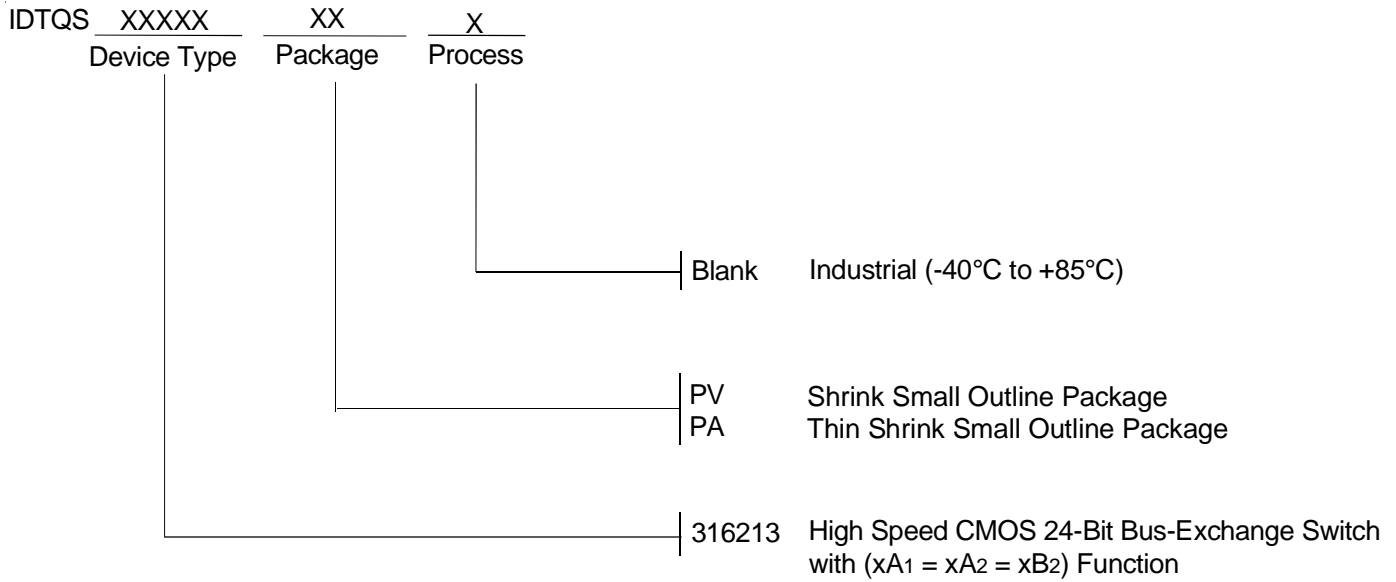 IDTQS XXXXX XX X
Device Type Package Process
Blank Industrial (-40°C to +85°C)
PV Shrink Small Outline Package
PA Thin Shrink Small Outline Package
316213 High Speed CMOS 24-Bit Bus-Exchange Switch
with (xA1 = xA2 = xB2) Function